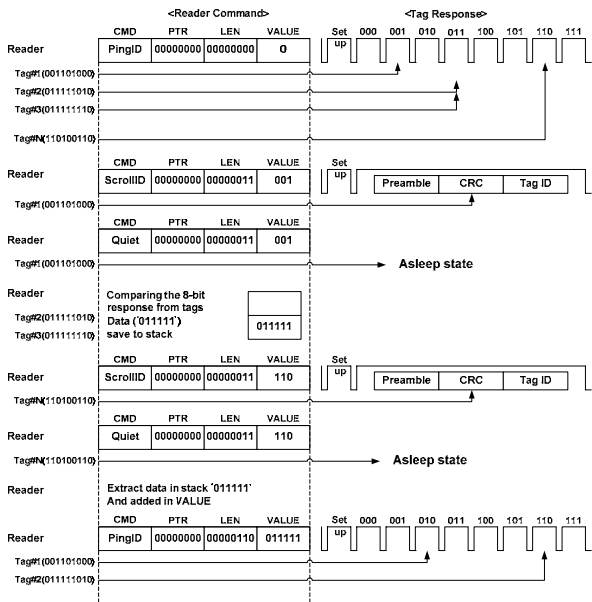 <Reader Command> <Tag Response>
CMD PTR LEN VALUE Set up 000 001 010 011 100 101 110 111
Reader PingID 00000000 00000000 0
Tag#1(001101000)
Tag#2(011111010)
Tag#3(011111110)
Tag#N(110100110)
CMD PTR LEN VALUE Set up
Reader ScrollID 00000000 00000011 001 Preamble CRC Tag ID
Tag#1(001101000)
CMD PTR LEN VALUE
Reader Quiet 00000000 00000011 001
Tag#1(001101000) Asleep state
Reader Comparing the 8-bit
response from tags
Tag#2(011111010) Data ('011111') 011111
Tag#3(011111110) save to stack
CMD PTR LEN VALUE Set up
Reader ScrollID 00000000 00000011 110 Preamble CRC Tag ID
Tag#N(110100110)
CMD PTR LEN VALUE
Reader Quiet 00000000 00000011 110
Tag#N(110100110) Asleep state
Reader Extract data in stack '011111'
And added in VALUE
CMD PTR LEN VALUE Set up 000 001 010 011 100 101 110 111
Reader PingID 00000000 00000110 011111
Tag#1(001101000)
Tag#2(011111010)